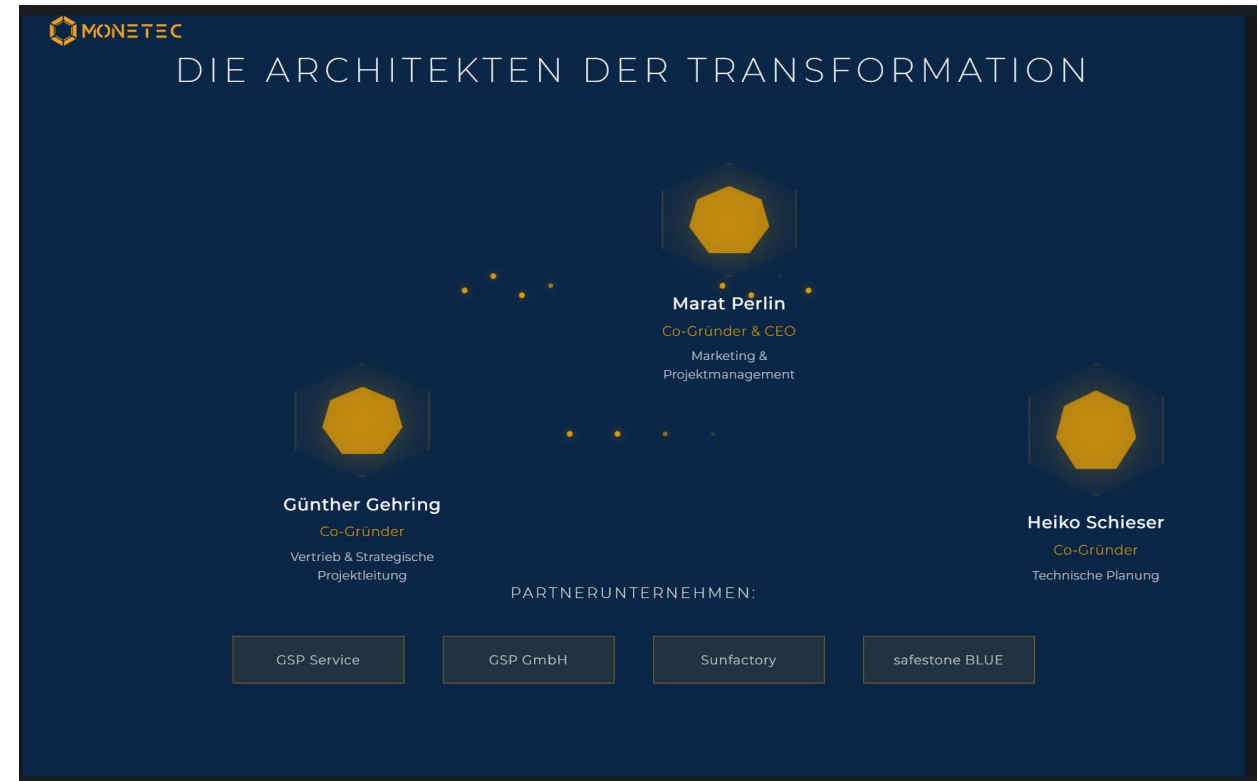 MONETEC
DIE ARCHITEKTEN DER TRANSFORMATION
Marat Perlin
Co-Gründer & CEO
Marketing &
Projektmanagement
Günther Gehring
Co-Gründer
Vertrieb & Strategische
Projektleitung
Heiko Schieser
Co-Gründer
Technische Planung
PARTNERUNTERNEHMEN:
GSP Service
GSP GmbH
Sunfactory
safestone BLUE